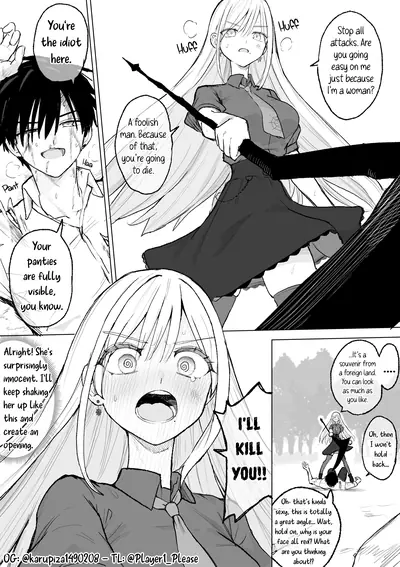 Stop all
attacks. Are
you going
easy on me
just because
I'm a woman?
You're
the idiot
here.
HUFF
HUFF
A foolish
man. Because
of that,
you're going
to die.
Pant
Your
panties
are fully
visible,
you know.
Alright! She's
surprisingly
innocent. I'll
keep shaking
her up like
this and
create an
opening.
I'LL
KILL
YOU!!
...It's a
souvenir from
a foreign land.
You can look
as much as
you like.
Oh, then
I won't
hold
back...
Oh- that's kinda
sexy, this is totally
a great angle... Wait,
hold on, why is
your face all red?
What are you
thinking about!?
OG: @karupiza1490208 - TL: @Player1_Please